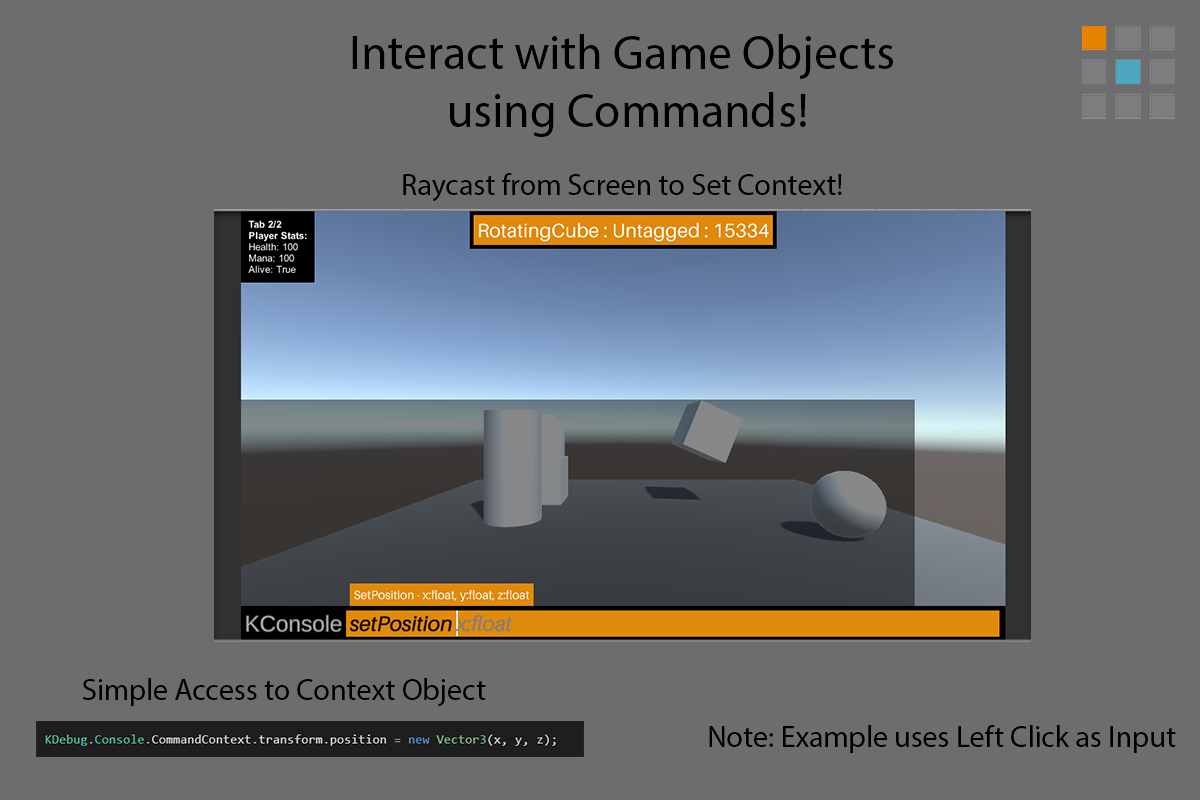 Interact with Game Objects
using Commands!
Raycast from Screen to Set Context!
Tab 2/2
Player Stats:
Health: 100
Mana: 100
Alive: True
RotatingCube : Untagged : 15334
SetPosition - x:float, y:float, z:float
KConsole setPosition x:float
Simple Access to Context Object
KDebug.Console.CommandContext.transform.position = new Vector3(x, y, z);
Note: Example uses Left Click as Input